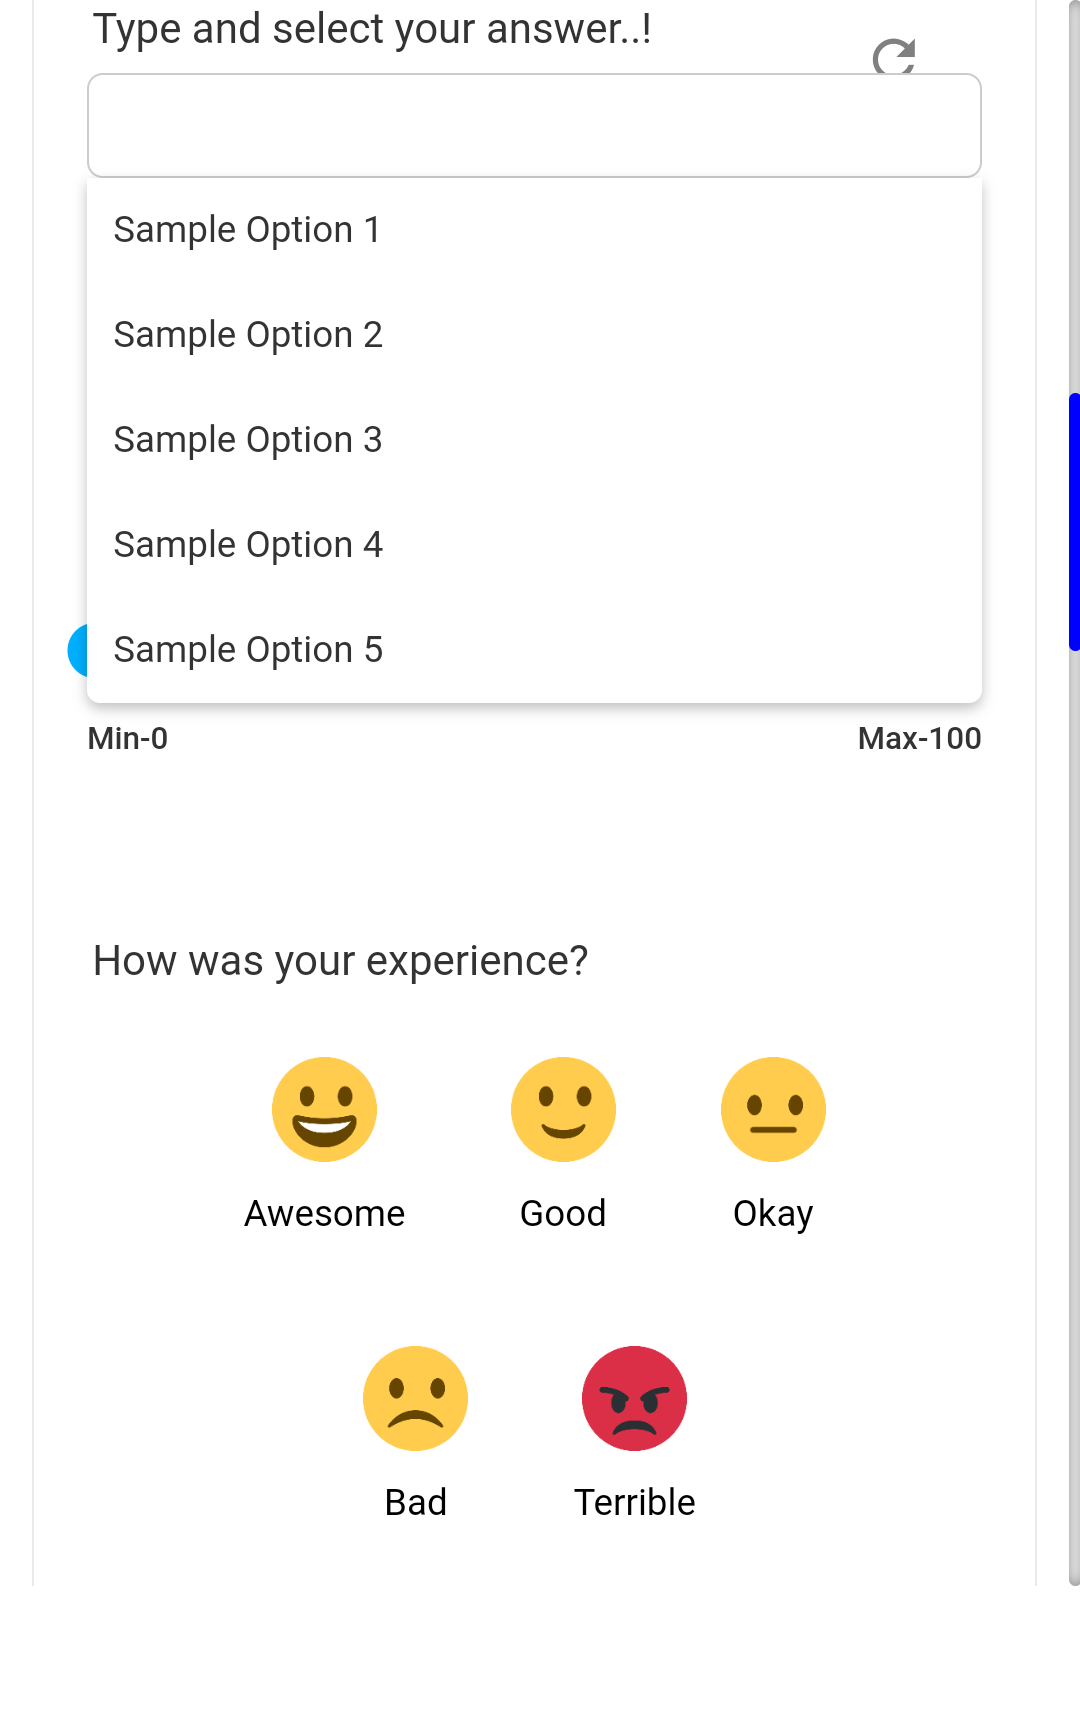 Type and select your answer..!
Sample Option 1
Sample Option 2
Sample Option 3
Sample Option 4
Sample Option 5
Min-0 Max-100
How was your experience?
Awesome Good Okay
Bad Terrible